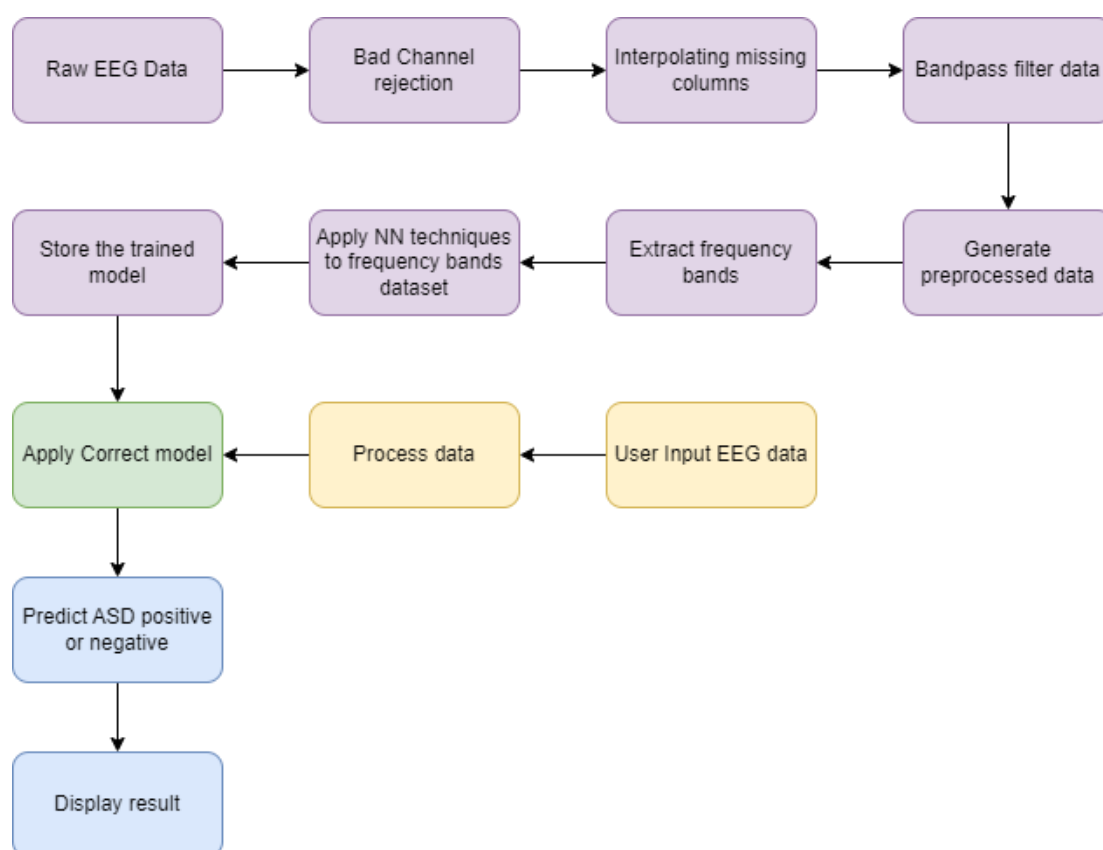 Raw EEG Data
Bad Channel
rejection
Interpolating missing
columns
Bandpass filter data
Store the trained
model
Apply NN techniques
to frequency bands
dataset
Extract frequency
bands
Generate
preprocessed data
Apply Correct model
Process data
User Input EEG data
Predict ASD positive
or negative
Display result